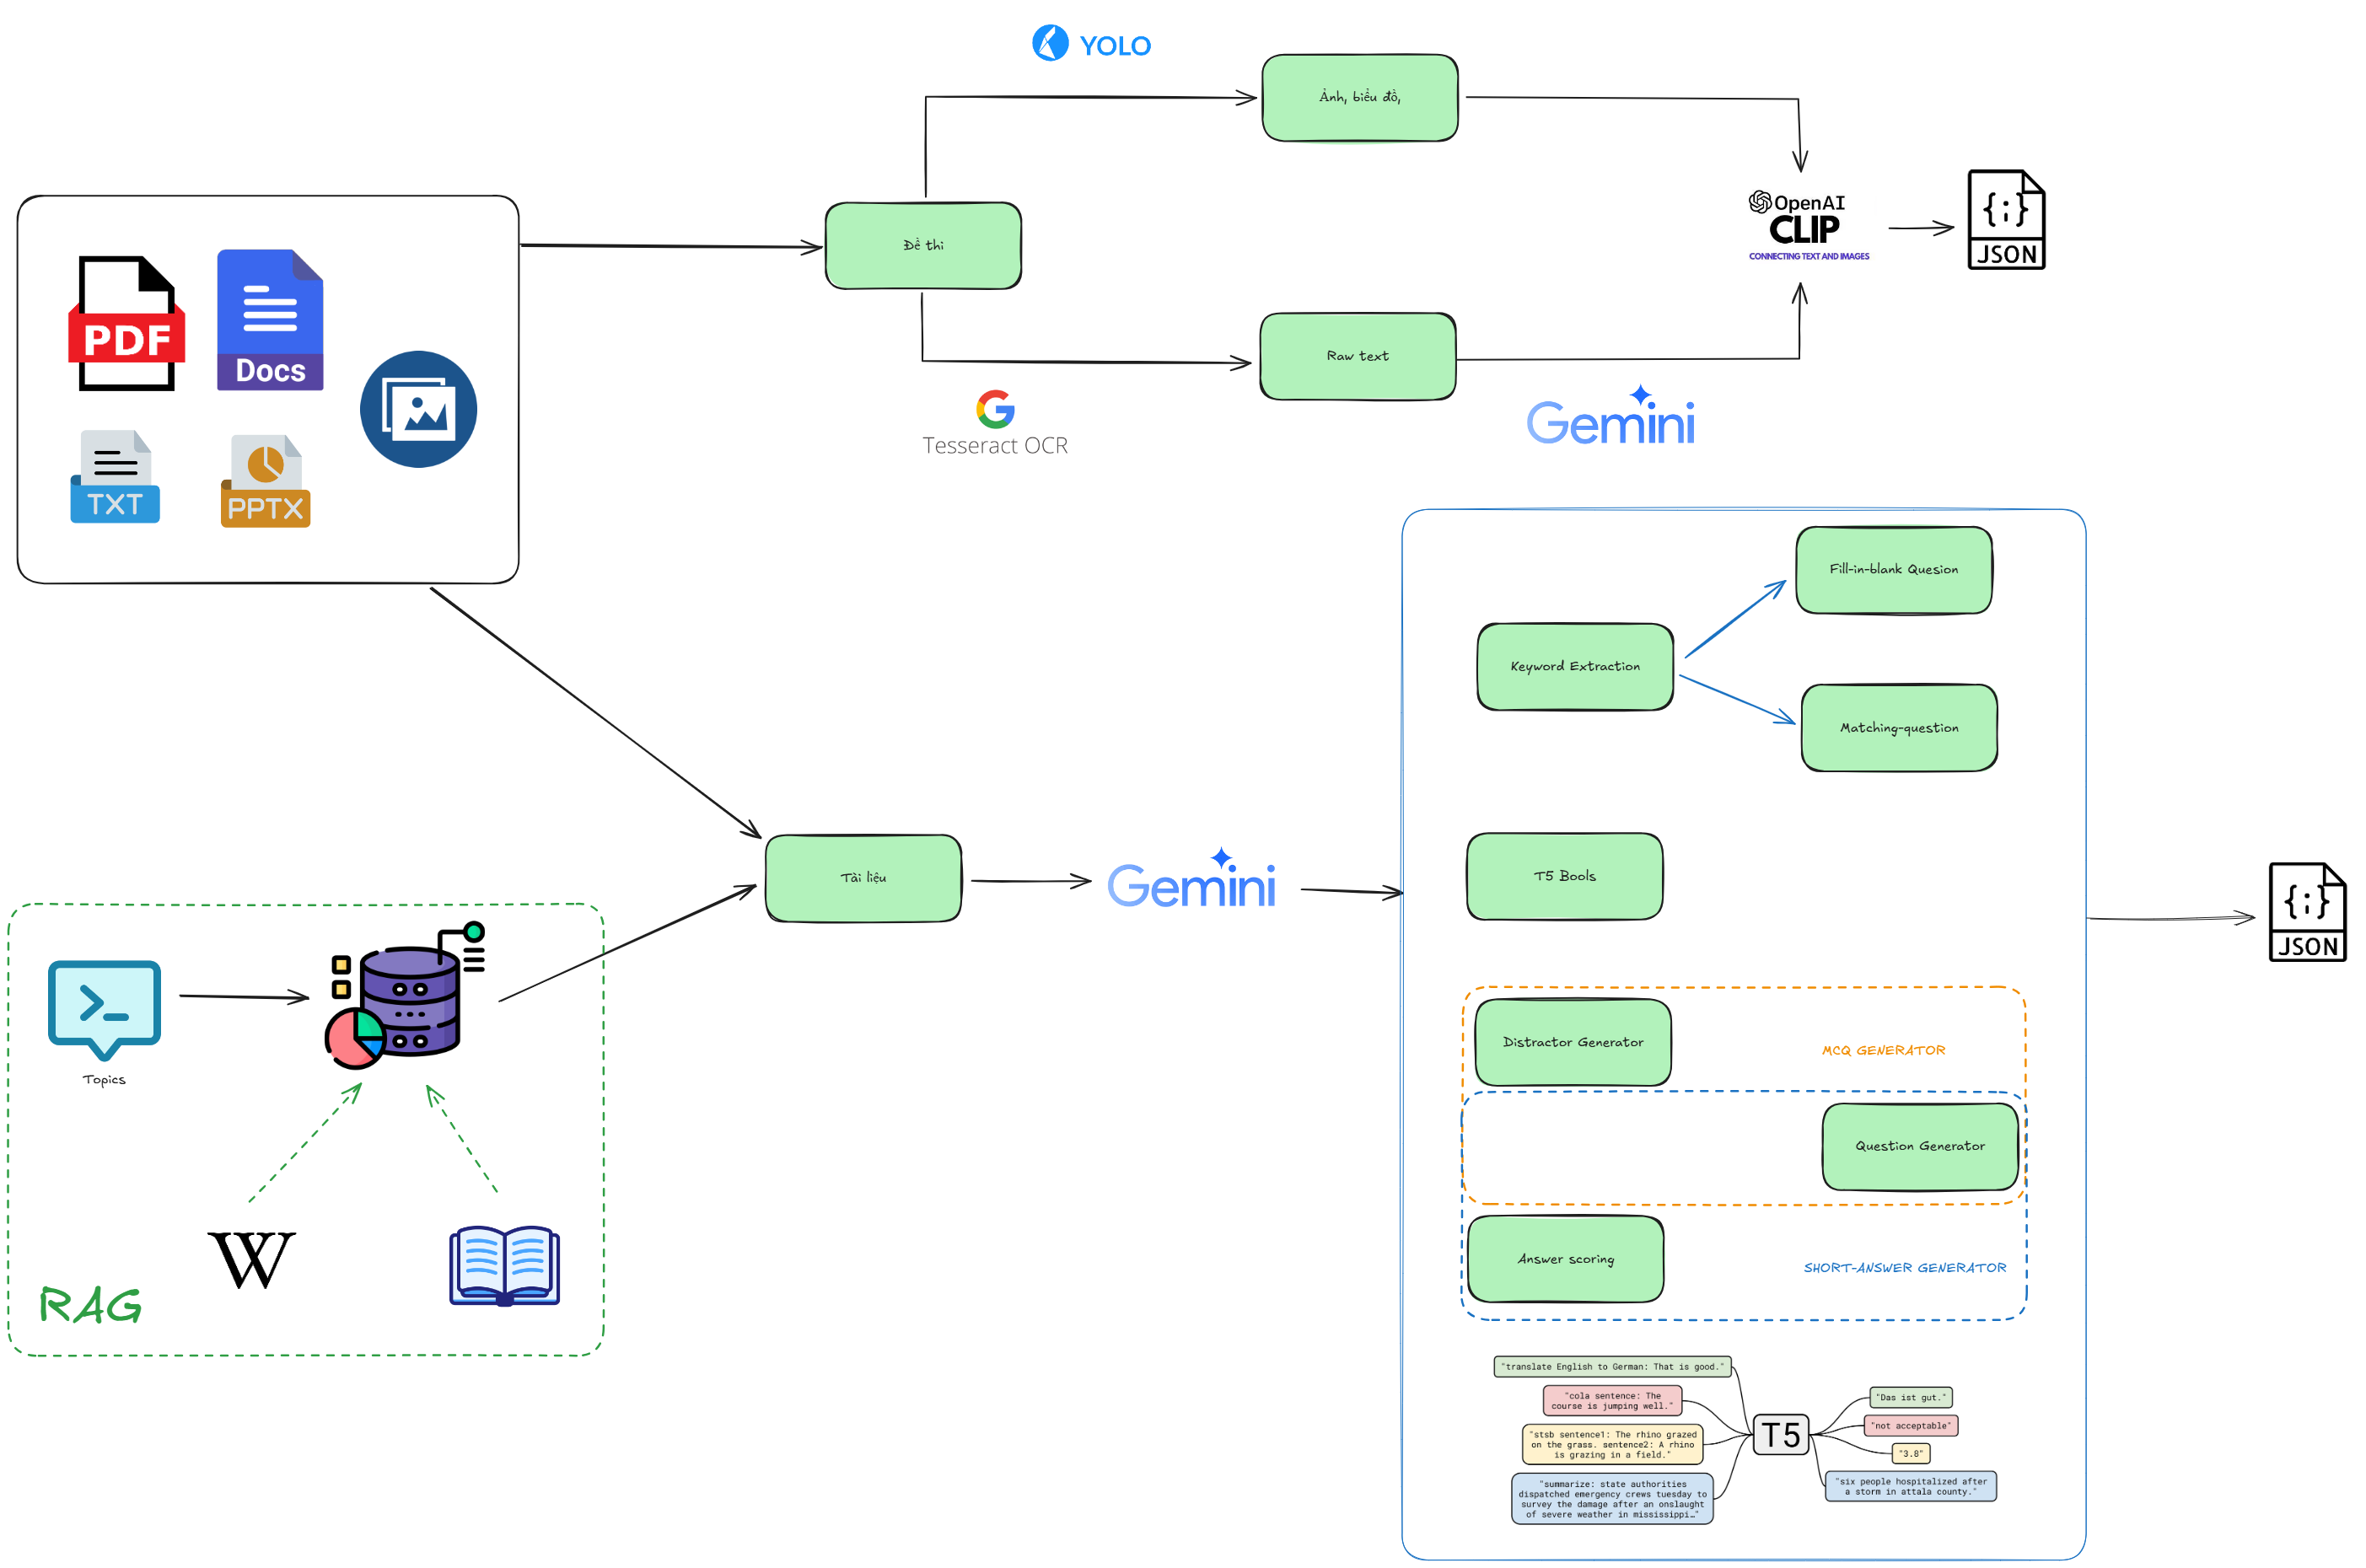 YOLO
Ảnh, biểu đồ,
Đề thi
OpenAI
CLIP
CONNECTING TEXT AND IMAGES
{;}
JSON
PDF
Docs
TXT
PPTX
Raw text
Tesseract OCR
Gemini
Fill-in-blank Quesion
Keyword Extraction
Matching-question
Tài liệu
Gemini
T5 Bools
{;}
JSON
Topics
W
RAG
Distractor Generator
MCQ GENERATOR
Question Generator
Answer scoring
SHORT-ANSWER GENERATOR
"translate English to German: That is good."
"cola sentence: The
course is jumping well."
"stsb sentence1: The rhino grazed
on the grass. sentence2: A rhino
is grazing in a field."
"summarize: state authorities
dispatched emergency crews tuesday to
survey the damage after an onslaught
of severe weather in mississippi…"
T5
"Das ist gut."
"not acceptable"
"3.8"
"six people hospitalized after
a storm in attala county."